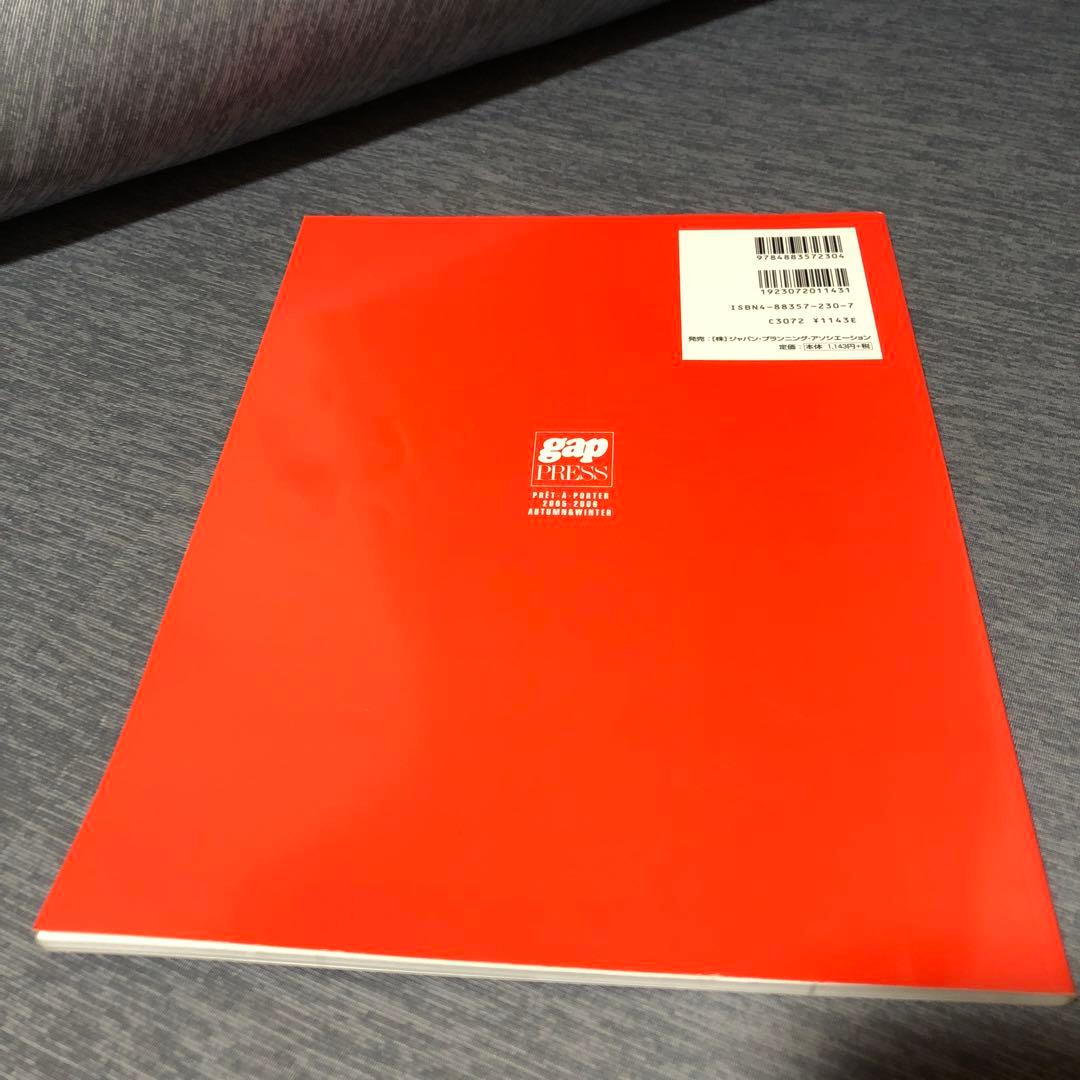 9784883572304
1923072011431
ISBN4-88357-230-7
C3072 ¥1143E
発売：［株］ジャパン・プランニング・アソシエーション
定価：本体 1,143円+税
gap
PRESS
PRÊT-À-PORTER
2005-2006
AUTUMN&WINTER